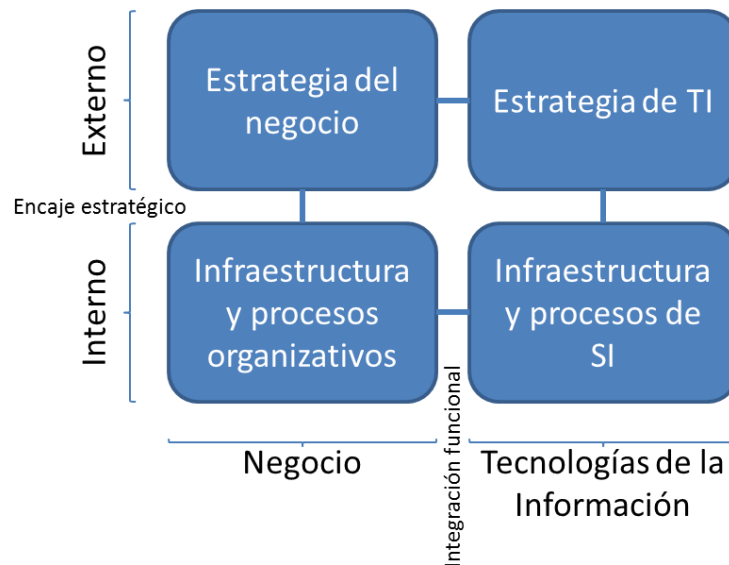 Externo
Estrategia del
negocio
Estrategia de TI
Encaje estratégico
Interno
Infraestructura
y procesos
organizativos
Infraestructura
y procesos de
SI
Negocio
Integración funcional
Tecnologías de la
Información